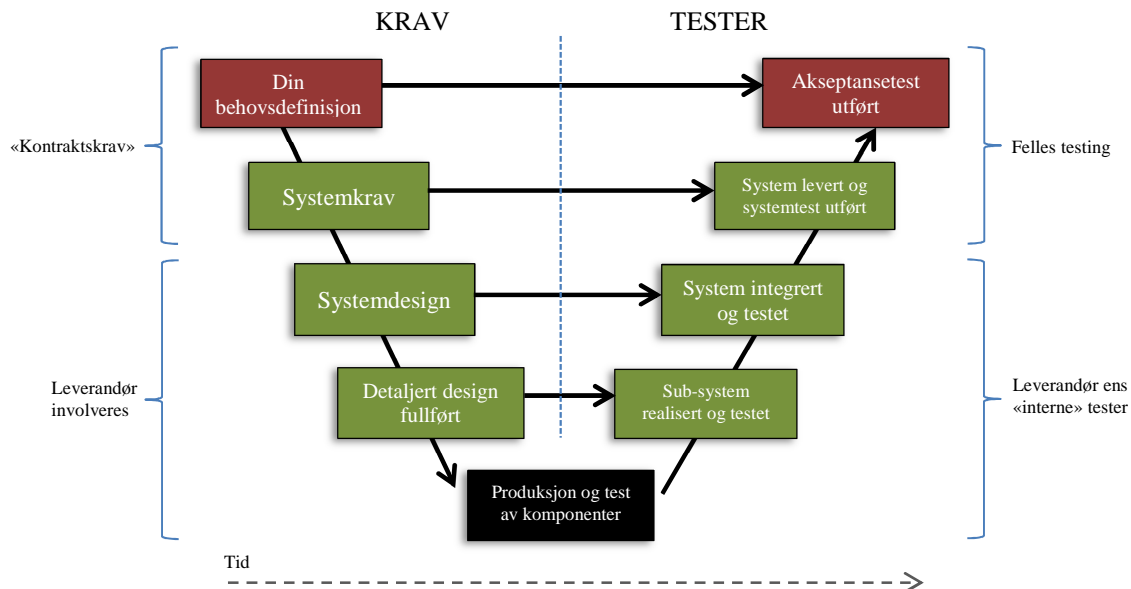 KRAV
TESTER
Din
behovsdefinisjon
Akseptansetest
utført
«Kontraktskrav»
Felles testing
Systemkrav
System levert og
systemtest utført
Systemdesign
System integrert
og testet
Leverandør
involveres
Detaljert design
fullført
Sub-system
realisert og testet
Leverandør ens
«interne» tester
Produksjon og test
av komponenter
Tid